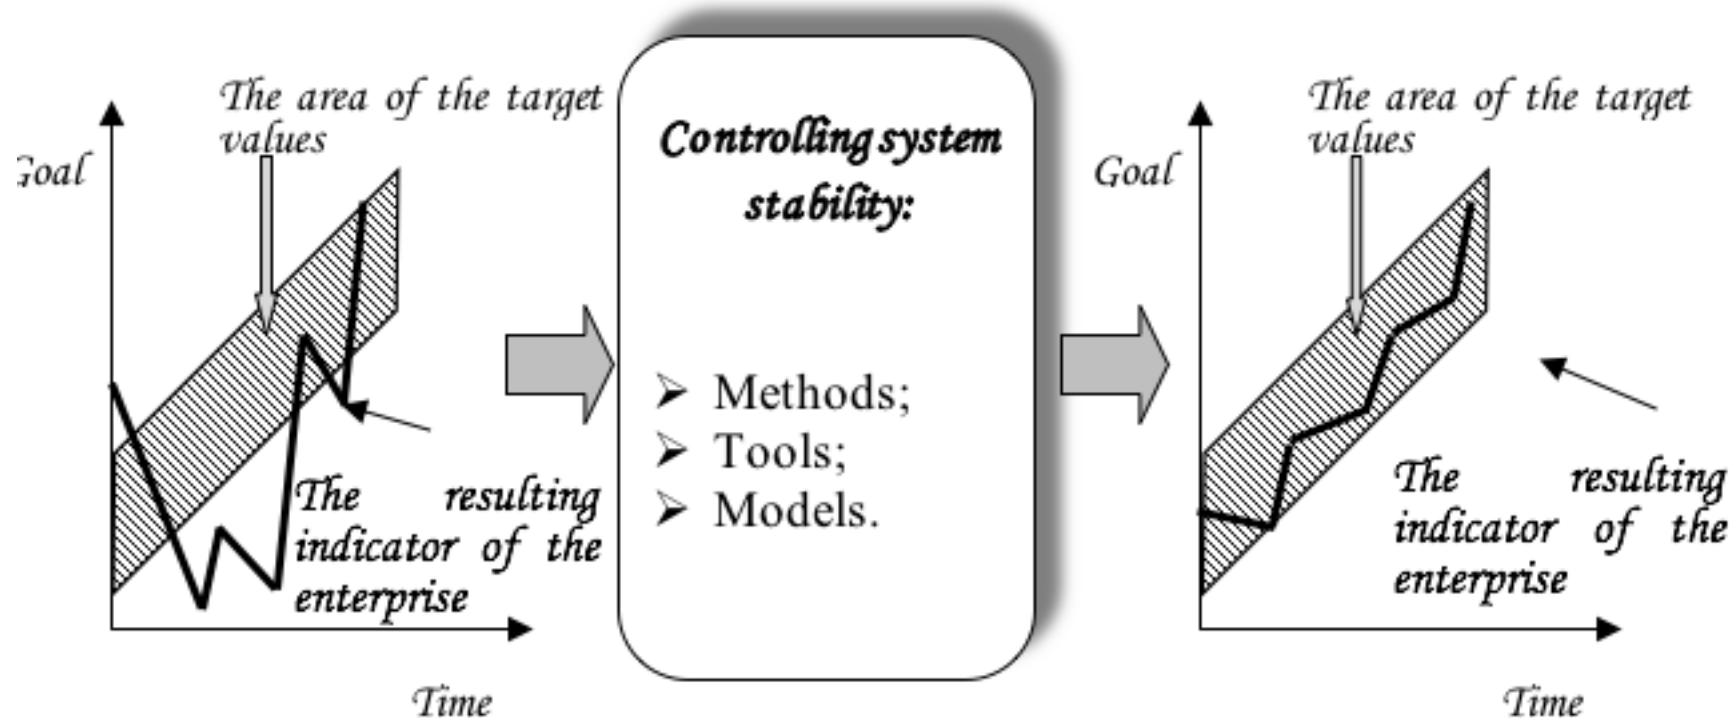 The area of the target
values
Goal
The resulting
indicator of the
enterprise
Time
Controlling system
stability:
Methods;
Tools;
Models.
The area of the target
values
Goal
The resulting
indicator of the
enterprise
Time